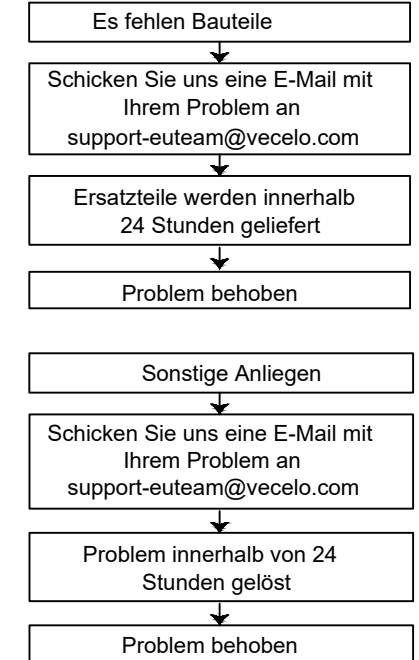 Es fehlen Bauteile
Schicken Sie uns eine E-Mail mit
Ihrem Problem an
support-euteam@vecelo.com
Ersatzteile werden innerhalb
24 Stunden geliefert
Problem behoben
Sonstige Anliegen
Schicken Sie uns eine E-Mail mit
Ihrem Problem an
support-euteam@vecelo.com
Problem innerhalb von 24
Stunden gelöst
Problem behoben